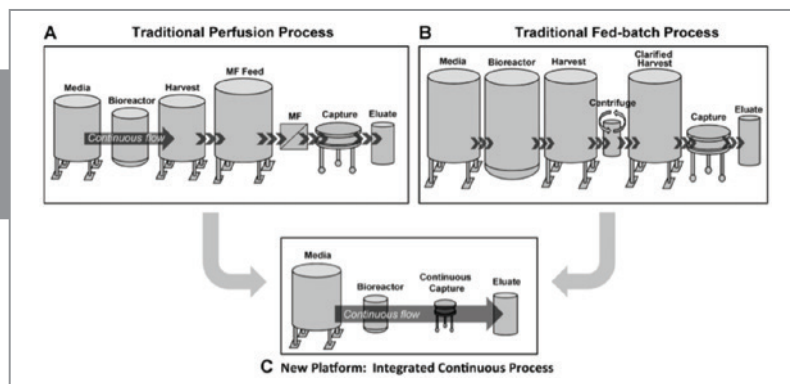 A Traditional Perfusion Process
Media
Bioreactor
Harvest
MF Feed
MF
Capture
Eluate
Continuous flow
B Traditional Fed-batch Process
Media
Bioreactor
Harvest
Centrifuge
Clarified
Harvest
Capture
Eluate
Media
Bioreactor
Continuous
Capture
Eluate
Continuous flow
C New Platform: Integrated Continuous Process